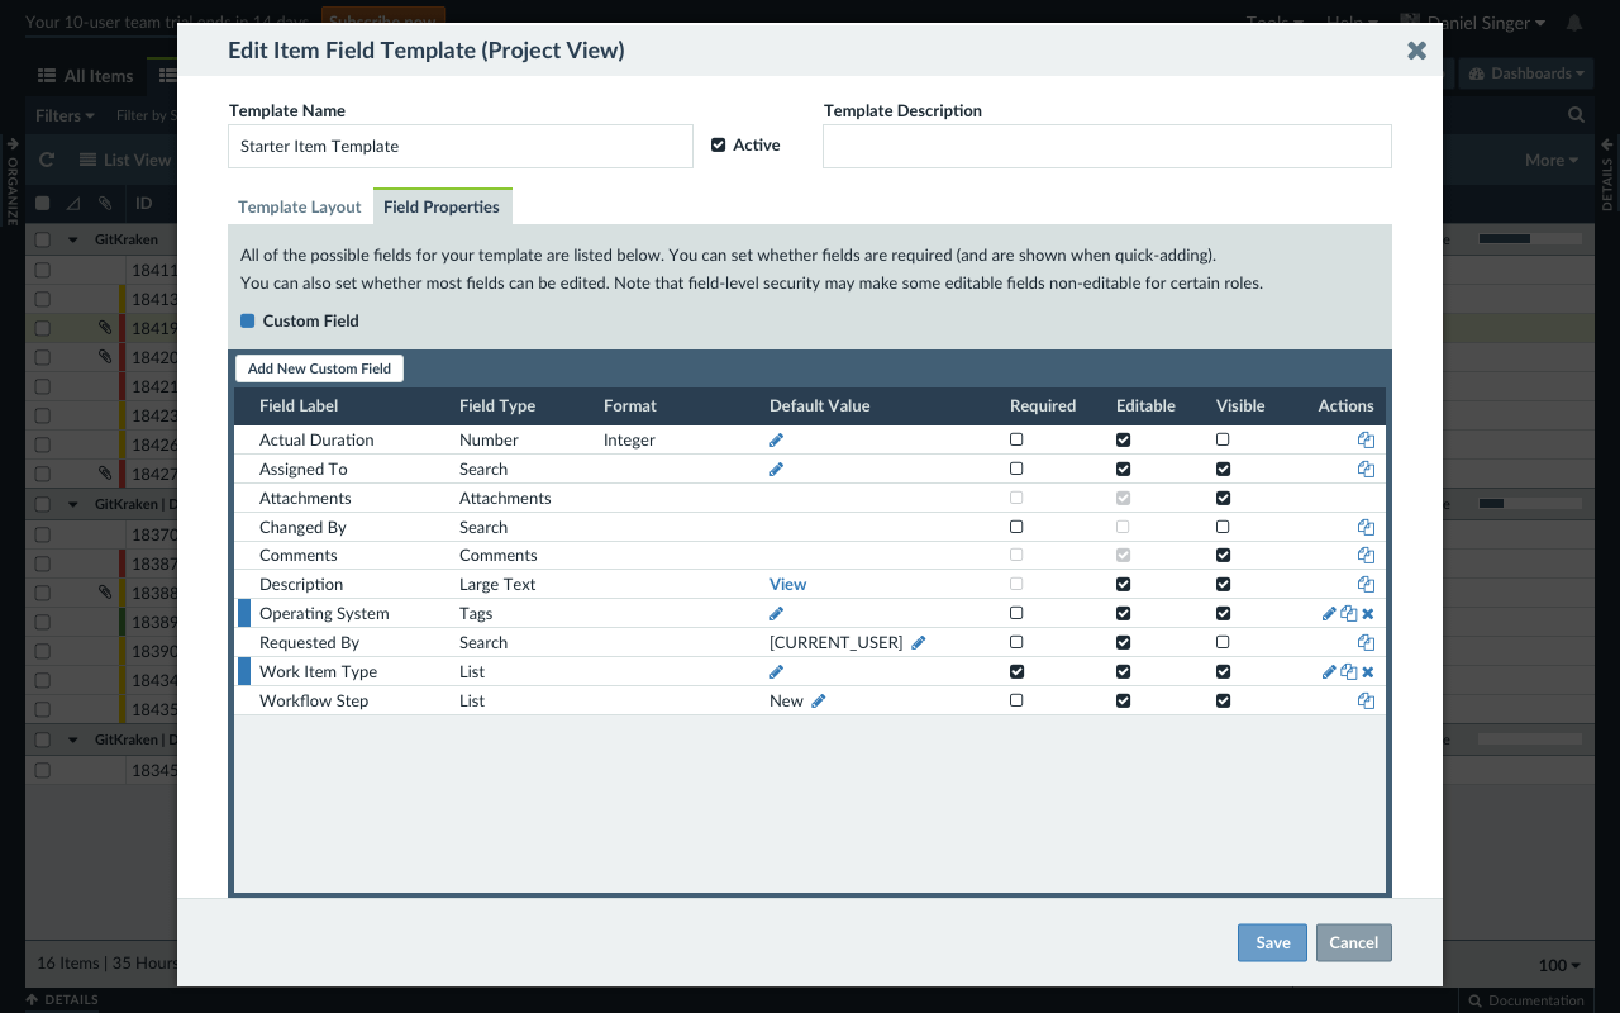 Your 10-user team trial ends in 14 days
Subscribe now
Tools
Help
Daniel Singer
All Items
Dashboards
Filters
Filter by S
List View
More
ORGANIZE
DETAILS
ID
GitKraken
18411
18413
18419
18420
18421
18423
18426
18427
GitKraken | D
18370
18387
18388
18389
18390
18434
18435
GitKraken | D
18345
16 Items | 35 Hours
100
DETAILS
Documentation
Edit Item Field Template (Project View)
Template Name
Template Description
Starter Item Template
Active
Template Layout
Field Properties
All of the possible fields for your template are listed below. You can set whether fields are required (and are shown when quick-adding).
You can also set whether most fields can be edited. Note that field-level security may make some editable fields non-editable for certain roles.
Custom Field
Add New Custom Field
Field Label Field Type Format Default Value Required Editable Visible Actions
Actual Duration Number Integer
Assigned To Search
Attachments Attachments
Changed By Search
Comments Comments
Description Large Text View
Operating System Tags
Requested By Search [CURRENT_USER]
Work Item Type List
Workflow Step List New
Save
Cancel